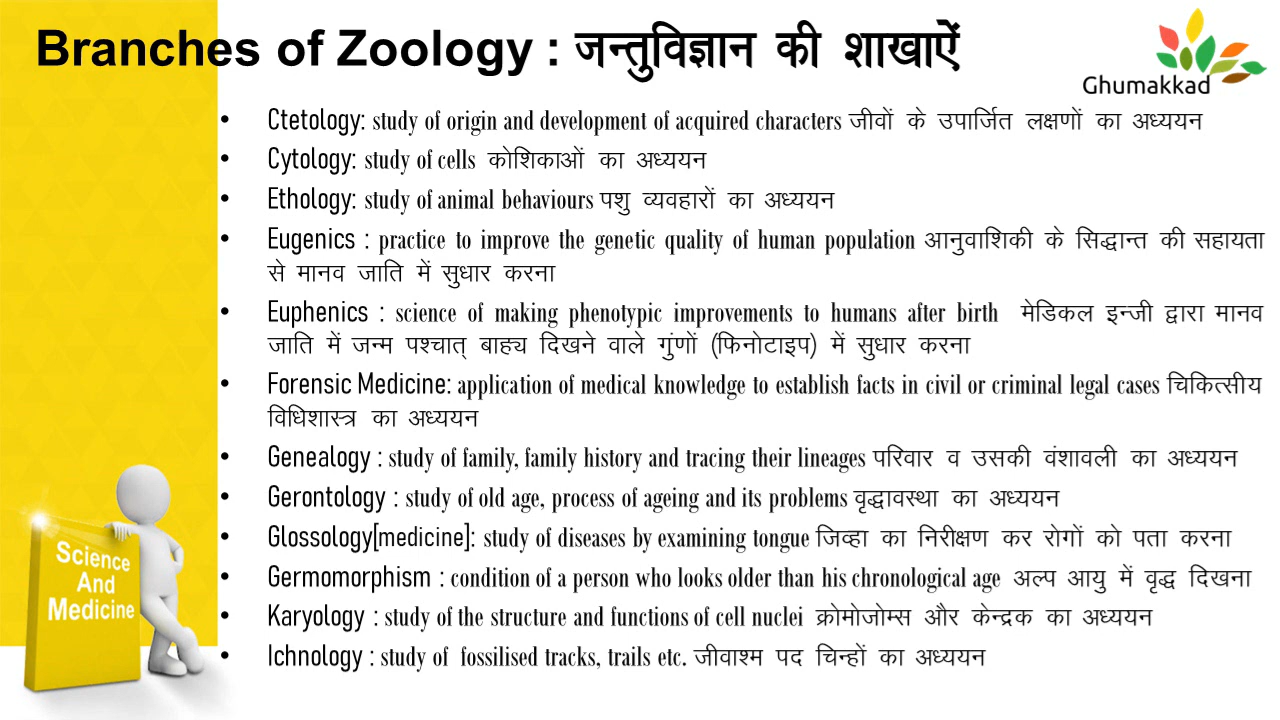 Branches of Zoology : जन्तुविज्ञान की शाखाऐं
Ghumakkad
• Ctetology: study of origin and development of acquired characters जीवों के उपार्जित लक्षणों का अध्ययन
• Cytology: study of cells कोशिकाओं का अध्ययन
• Ethology: study of animal behaviours पशु व्यवहारों का अध्ययन
• Eugenics : practice to improve the genetic quality of human population आनुवाशिकी के सिद्धान्त की सहायता
से मानव जाति में सुधार करना
• Euphenics : science of making phenotypic improvements to humans after birth मेडिकल इन्जी द्वारा मानव
जाति में जन्म पश्चात् बाह्य दिखने वाले गुंणों (फिनोटाइप) में सुधार करना
• Forensic Medicine: application of medical knowledge to establish facts in civil or criminal legal cases चिकित्सीय
विधिशास्त्र का अध्ययन
• Genealogy : study of family, family history and tracing their lineages परिवार व उसकी वंशावली का अध्ययन
• Gerontology : study of old age, process of ageing and its problems वृद्धावस्था का अध्ययन
• Glossology[medicine]: study of diseases by examining tongue जिव्हा का निरीक्षण कर रोगों को पता करना
• Germomorphism : condition of a person who looks older than his chronological age अल्प आयु में वृद्ध दिखना
• Karyology : study of the structure and functions of cell nuclei क्रोमोजोम्स और केन्द्रक का अध्ययन
• Ichnology : study of fossilised tracks, trails etc. जीवाश्म पद चिन्हों का अध्ययन
Science
And
Medicine